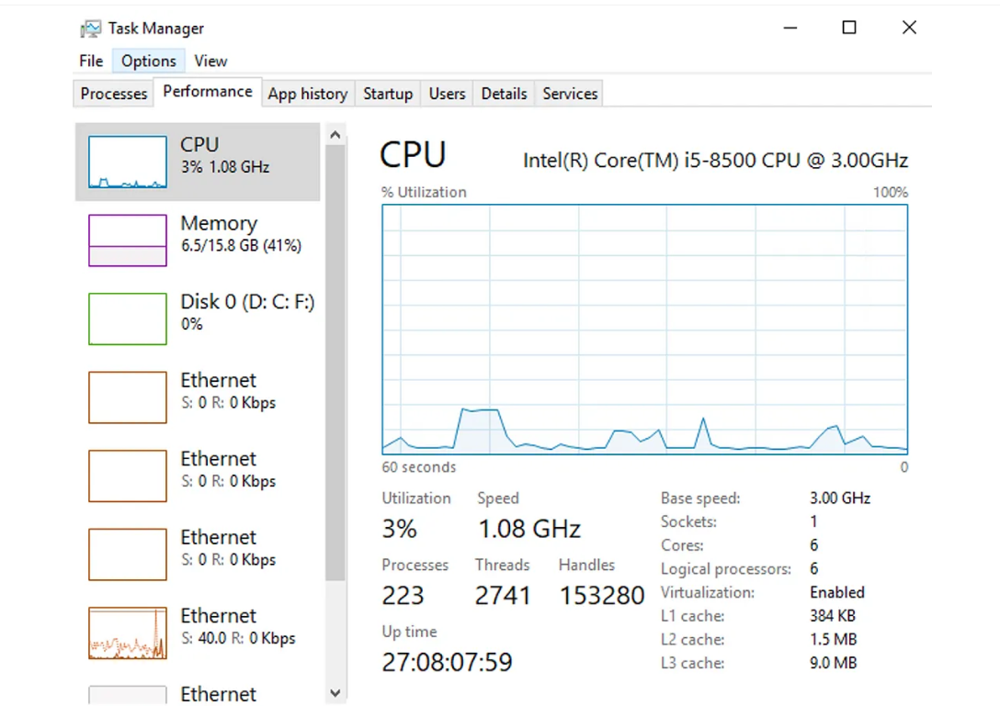 Task Manager
File Options View
Processes Performance App history Startup Users Details Services
CPU
3% 1.08 GHz
Memory
6.5/15.8 GB (41%)
Disk 0 (D: C: F:)
0%
Ethernet
S: 0 R: 0 Kbps
Ethernet
S: 0 R: 0 Kbps
Ethernet
S: 0 R: 0 Kbps
Ethernet
S: 40.0 R: 0 Kbps
Ethernet
CPU Intel(R) Core(TM) i5-8500 CPU @ 3.00GHz
% Utilization 100%
60 seconds 0
Utilization Speed
3% 1.08 GHz
Processes Threads Handles
223 2741 153280
Up time
27:08:07:59
Base speed: 3.00 GHz
Sockets: 1
Cores: 6
Logical processors: 6
Virtualization: Enabled
L1 cache: 384 KB
L2 cache: 1.5 MB
L3 cache: 9.0 MB